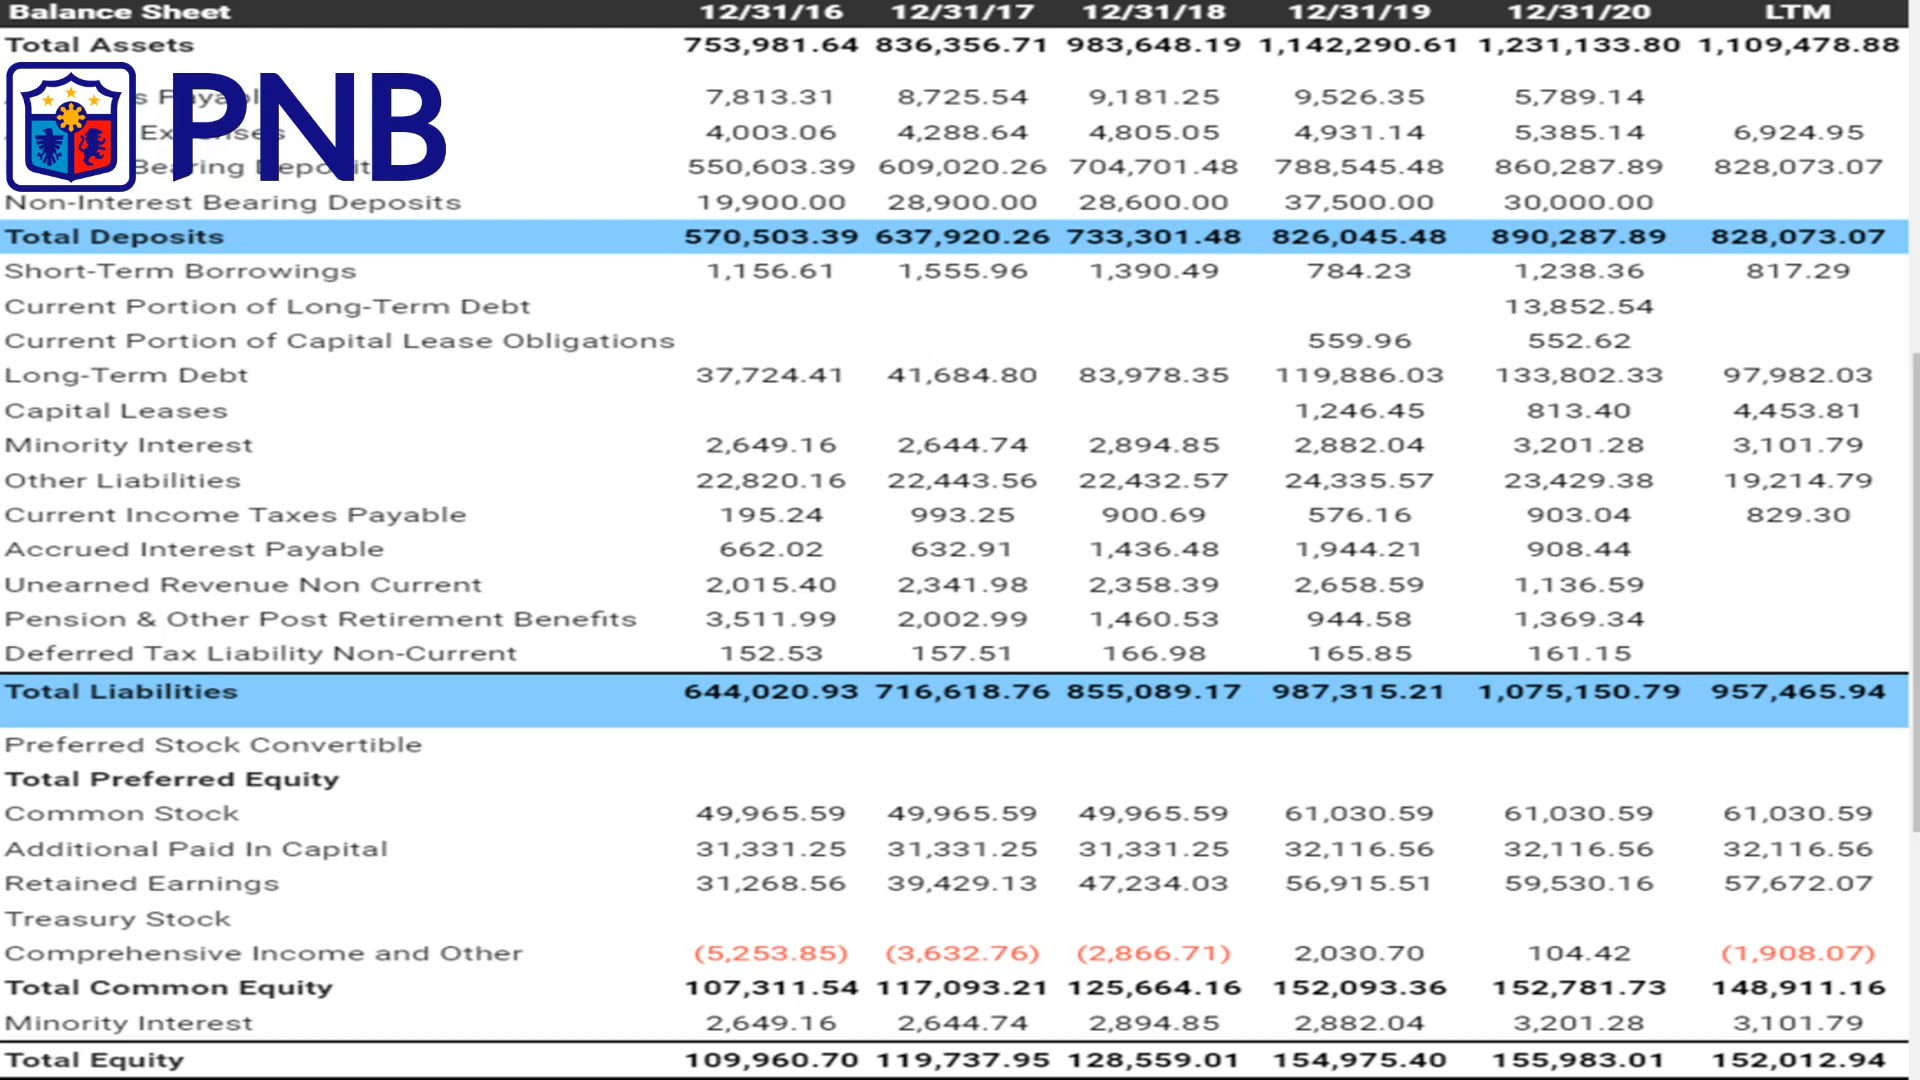 Balance Sheet 12/31/16 12/31/17 12/31/18 12/31/19 12/31/20 LTM
Total Assets 753,981.64 836,356.71 983,648.19 1,142,290.61 1,231,133.80 1,109,478.88
PNB
7,813.31 8,725.54 9,181.25 9,526.35 5,789.14
4,003.06 4,288.64 4,805.05 4,931.14 5,385.14 6,924.95
550,603.39 609,020.26 704,701.48 788,545.48 860,287.89 828,073.07
Non-Interest Bearing Deposits 19,900.00 28,900.00 28,600.00 37,500.00 30,000.00
Total Deposits 570,503.39 637,920.26 733,301.48 826,045.48 890,287.89 828,073.07
Short-Term Borrowings 1,156.61 1,555.96 1,390.49 784.23 1,238.36 817.29
Current Portion of Long-Term Debt 13,852.54
Current Portion of Capital Lease Obligations 559.96 552.62
Long-Term Debt 37,724.41 41,684.80 83,978.35 119,886.03 133,802.33 97,982.03
Capital Leases 1,246.45 813.40 4,453.81
Minority Interest 2,649.16 2,644.74 2,894.85 2,882.04 3,201.28 3,101.79
Other Liabilities 22,820.16 22,443.56 22,432.57 24,335.57 23,429.38 19,214.79
Current Income Taxes Payable 195.24 993.25 900.69 576.16 903.04 829.30
Accrued Interest Payable 662.02 632.91 1,436.48 1,944.21 908.44
Unearned Revenue Non Current 2,015.40 2,341.98 2,358.39 2,658.59 1,136.59
Pension & Other Post Retirement Benefits 3,511.99 2,002.99 1,460.53 944.58 1,369.34
Deferred Tax Liability Non-Current 152.53 157.51 166.98 165.85 161.15
Total Liabilities 644,020.93 716,618.76 855,089.17 987,315.21 1,075,150.79 957,465.94
Preferred Stock Convertible
Total Preferred Equity
Common Stock 49,965.59 49,965.59 49,965.59 61,030.59 61,030.59 61,030.59
Additional Paid In Capital 31,331.25 31,331.25 31,331.25 32,116.56 32,116.56 32,116.56
Retained Earnings 31,268.56 39,429.13 47,234.03 56,915.51 59,530.16 57,672.07
Treasury Stock
Comprehensive Income and Other (5,253.85) (3,632.76) (2,866.71) 2,030.70 104.42 (1,908.07)
Total Common Equity 107,311.54 117,093.21 125,664.16 152,093.36 152,781.73 148,911.16
Minority Interest 2,649.16 2,644.74 2,894.85 2,882.04 3,201.28 3,101.79
Total Equity 109,960.70 119,737.95 128,559.01 154,975.40 155,983.01 152,012.94